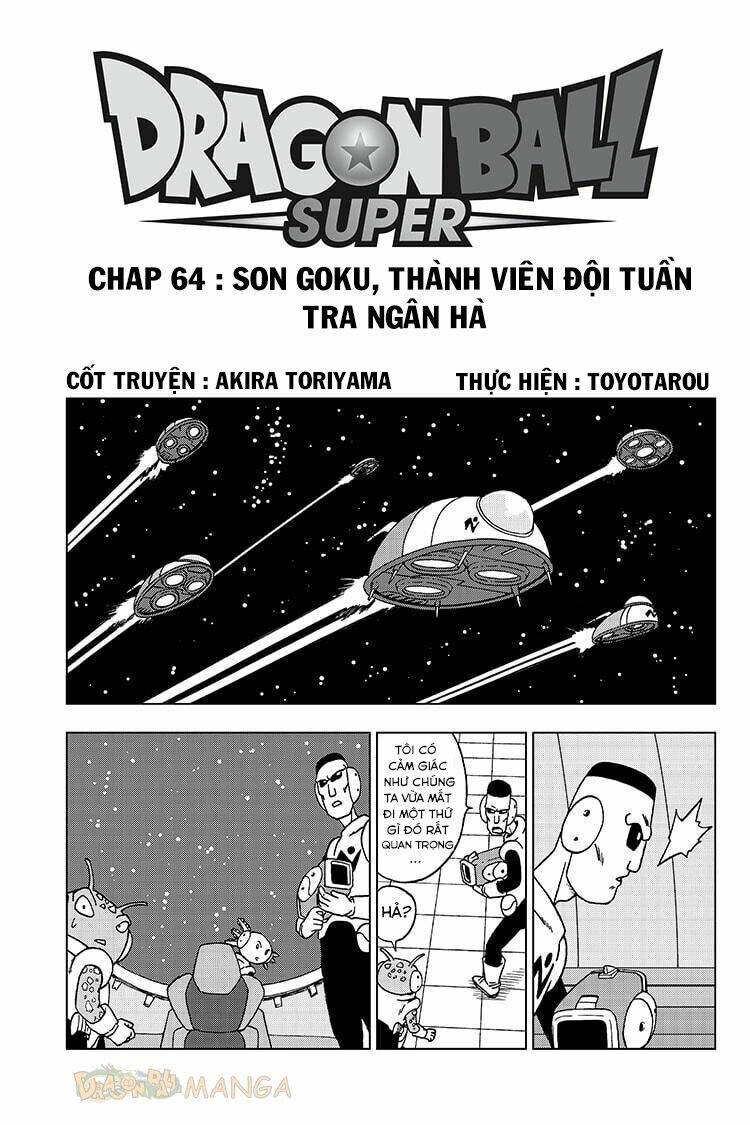 DRAGON BALL
SUPER
CHAP 64 : SON GOKU, THÀNH VIÊN ĐỘI TUẦN
TRA NGÂN HÀ
CỐT TRUYỆN : AKIRA TORIYAMA
THỰC HIỆN : TOYOTAROU
TÔI CÓ
CẢM GIÁC
NHƯ CHÚNG
TA VỪA MẤT
ĐI MỘT THỨ
GÌ ĐÓ RẤT
QUAN TRỌNG
...
HẢ?
DRAGON BALL MANGA